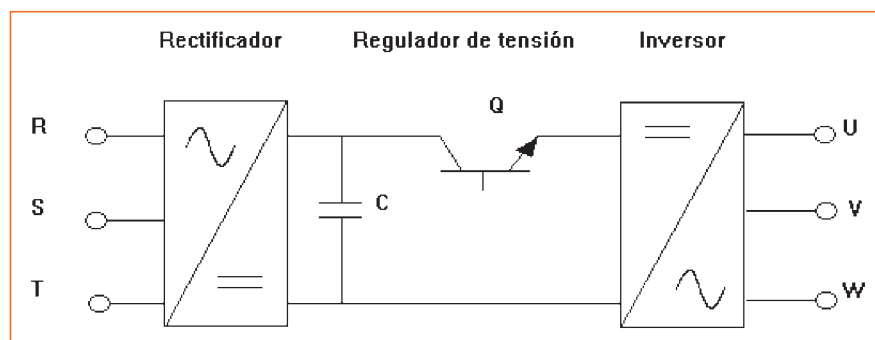 Rectificador Regulador de tensión Inversor
Q
R U
S C V
T W